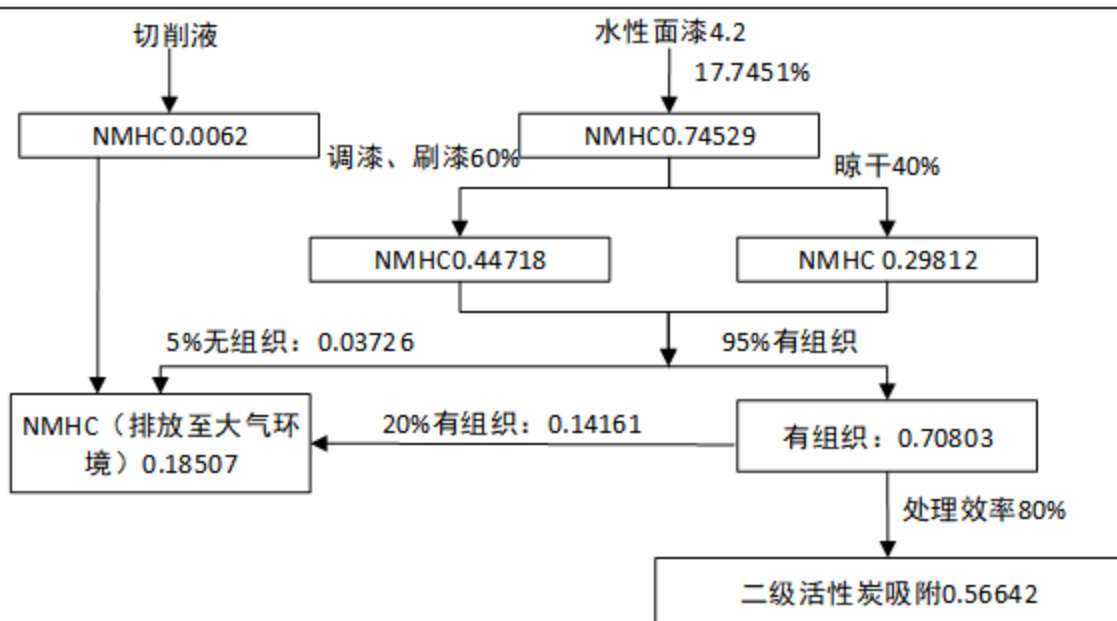 切削液
水性面漆4.2
17.7451%
NMHC0.0062
NMHC0.74529
调漆、刷漆60%
晾干40%
NMHC0.44718
NMHC 0.29812
5%无组织：0.03726
95%有组织
NMHC（排放至大气环
境）0.18507
20%有组织：0.14161
有组织：0.70803
处理效率80%
二级活性炭吸附0.56642